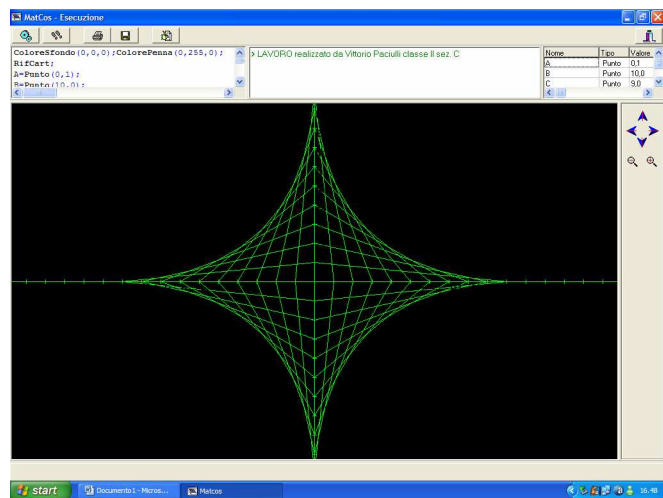 MatCos - Esecuzione
ColoreSfondo(0,0,0);ColorePenna(0,255,0);
RifCart;
A=Punto(0,1);
B=Punto(10,0);
> LAVORO realizzato da Vittorio Paciulli classe II sez. C
Nome Tipo Valore
A Punto 0,1
B Punto 10,0
C Punto 9,0
start Documento1 - Micros... Matcos 16.48